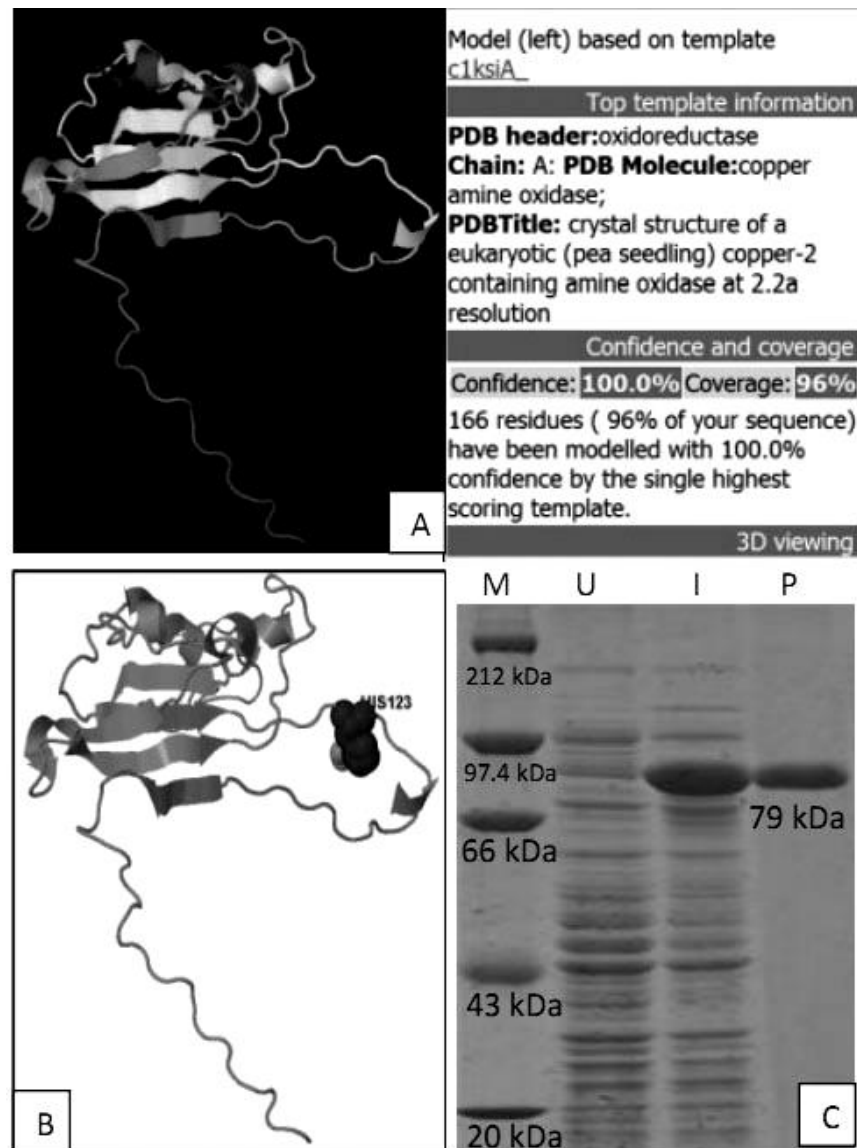 Model (left) based on template
c1ksiA_
Top template information
PDB header:oxidoreductase
Chain: A: PDB Molecule:copper
amine oxidase;
PDBTitle: crystal structure of a
eukaryotic (pea seedling) copper-2
containing amine oxidase at 2.2a
resolution
Confidence and coverage
Confidence: 100.0% Coverage: 96%
166 residues ( 96% of your sequence)
have been modelled with 100.0%
confidence by the single highest
scoring template.
3D viewing
A
HIS123
B
M U I P
212 kDa
97.4 kDa
79 kDa
66 kDa
43 kDa
20 kDa
C